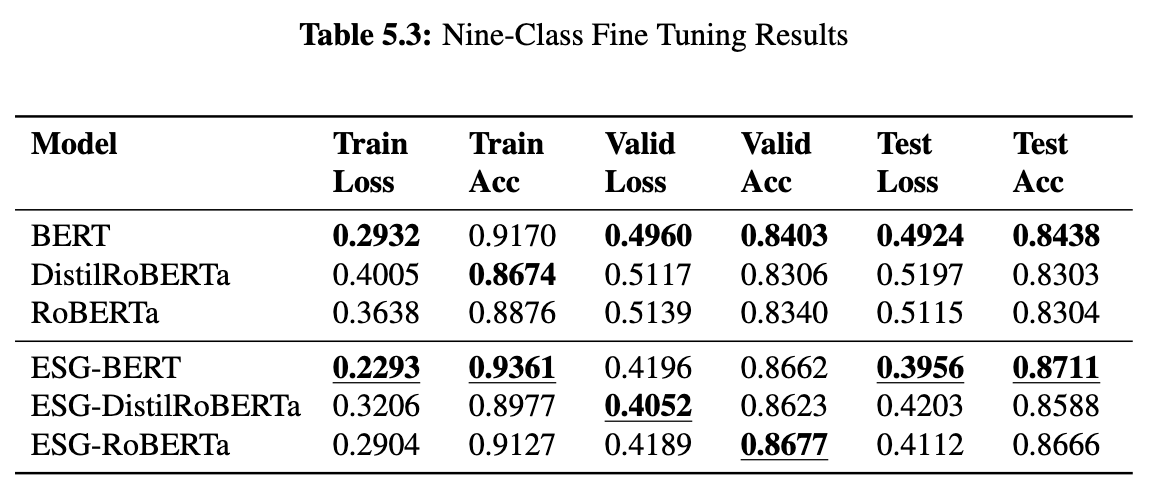 Table 5.3: Nine-Class Fine Tuning Results
Model Train Loss Train Acc Valid Loss Valid Acc Test Loss Test Acc
BERT 0.2932 0.9170 0.4960 0.8403 0.4924 0.8438
DistilRoBERTa 0.4005 0.8674 0.5117 0.8306 0.5197 0.8303
RoBERTa 0.3638 0.8876 0.5139 0.8340 0.5115 0.8304
ESG-BERT 0.2293 0.9361 0.4196 0.8662 0.3956 0.8711
ESG-DistilRoBERTa 0.3206 0.8977 0.4052 0.8623 0.4203 0.8588
ESG-RoBERTa 0.2904 0.9127 0.4189 0.8677 0.4112 0.8666